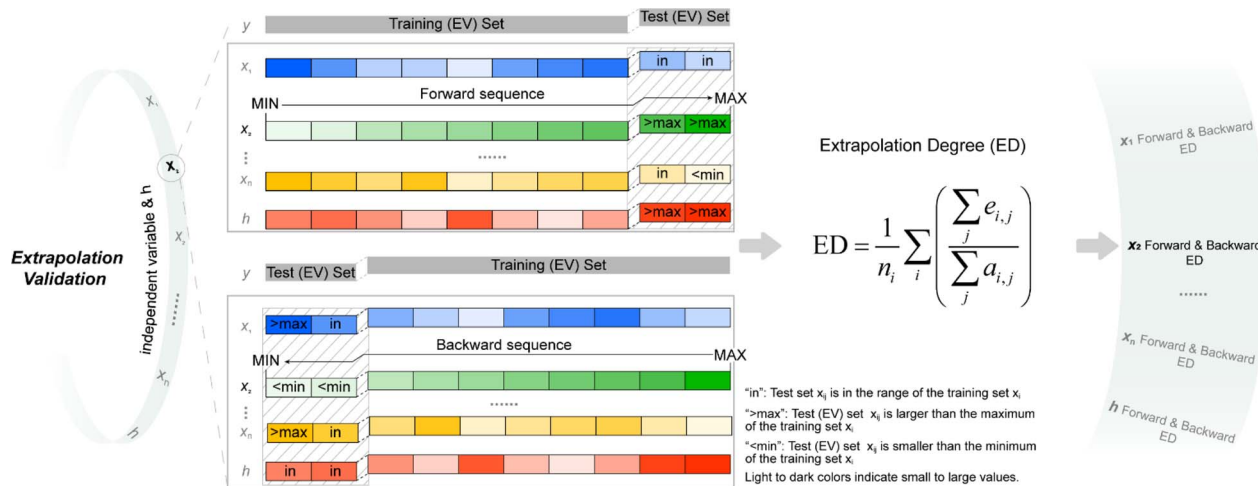 Extrapolation
Validation
independent variable & h
x₁
x₂
x₂
......
xₙ
h
y Training (EV) Set Test (EV) Set
x₁ in in
Forward sequence
MIN MAX
x₂ >max >max
⋮ ......
xₙ in <min
h >max >max
y Test (EV) Set Training (EV) Set
x₁ >max in
Backward sequence
MIN MAX
x₂ <min <min
⋮ ......
xₙ >max in
h in in
"in": Test set xᵢⱼ is in the range of the training set xᵢ
">max": Test (EV) set xᵢⱼ is larger than the maximum
of the training set xᵢ
"<min": Test (EV) set xᵢⱼ is smaller than the minimum
of the training set xᵢ
Light to dark colors indicate small to large values.
Extrapolation Degree (ED)
ED = 1/nᵢ ∑ᵢ (∑ⱼ eᵢ,ⱼ / ∑ⱼ aᵢ,ⱼ)
x₁ Forward & Backward
ED
x₂ Forward & Backward
ED
......
xₙ Forward & Backward
ED
h Forward & Backward
ED